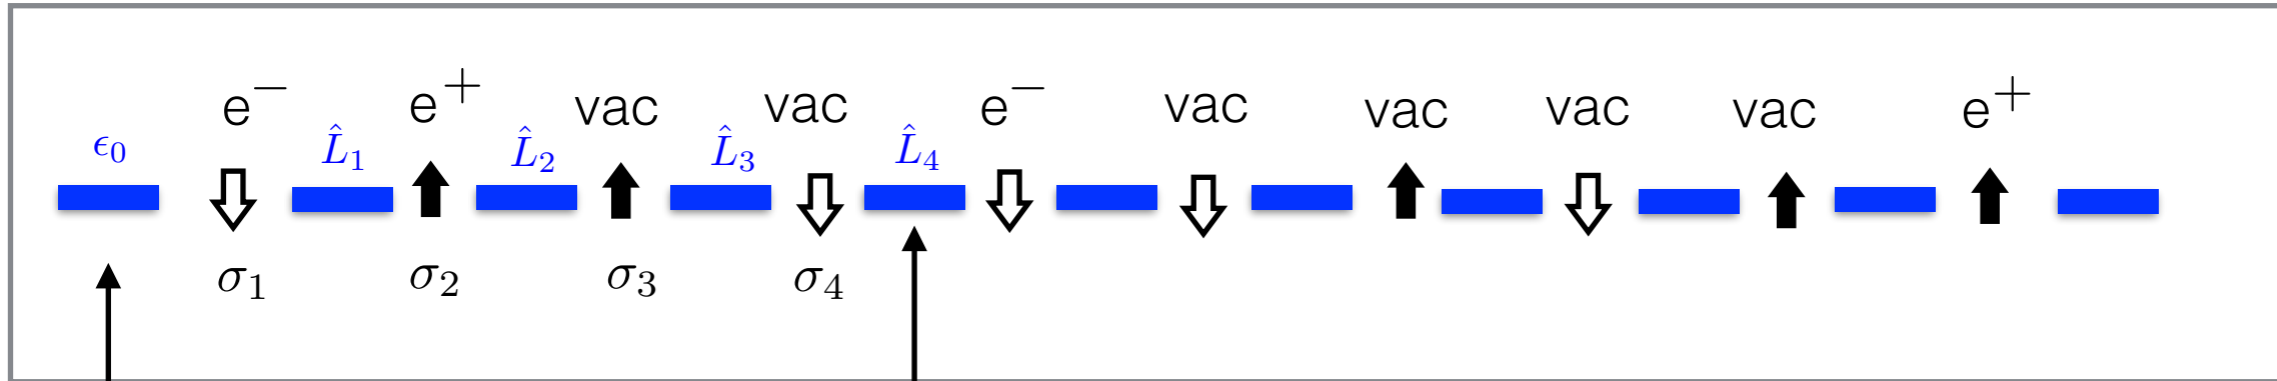 e⁻ e⁺ vac vac e⁻ vac vac vac vac e⁺
ϵ₀ L̂₁ L̂₂ L̂₃ L̂₄
σ₁ σ₂ σ₃ σ₄